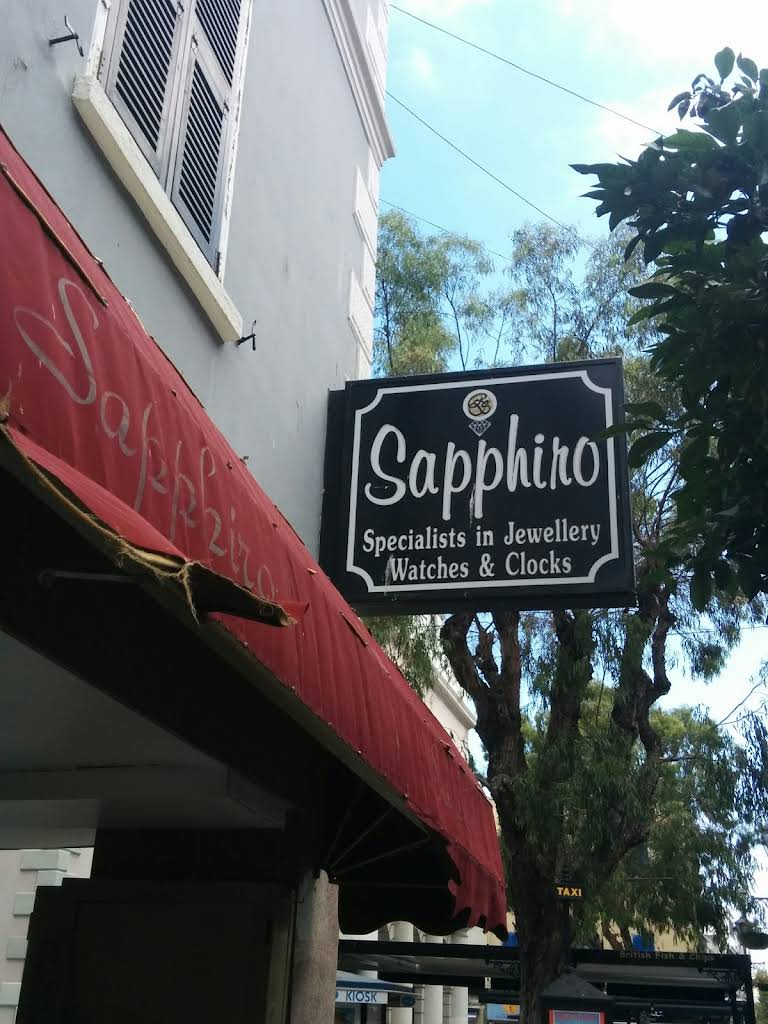 Sapphiro
Sapphiro
Specialists in Jewellery
Watches & Clocks
TAXI
British Fish & Chips
KIOSK